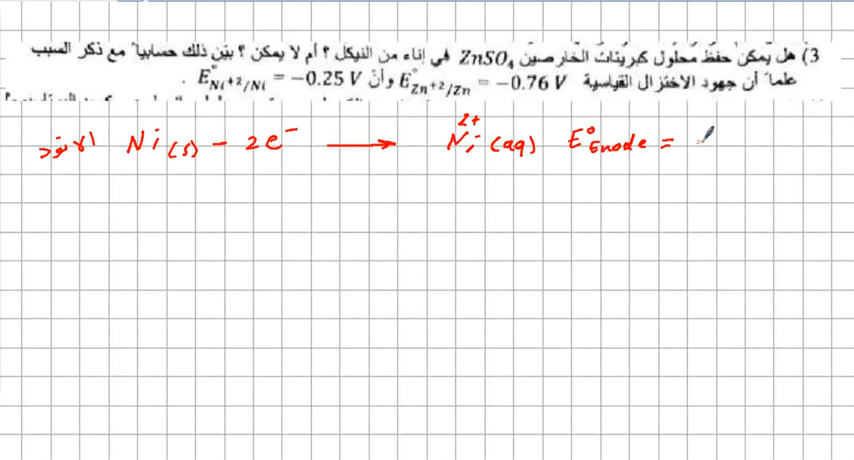 3) هل يمكن حفظ محلول كبريتات الخارصين ZnSO₄ في إناء من النيكل ؟ أم لا يمكن ؟ بيّن ذلك حسابياً مع ذكر السبب
علماً أن جهود الاختزال القياسية E°Zn⁺²/Zn = −0.76 V وأن E°Ni⁺²/Ni = −0.25 V .
الانود Ni(s) − 2e⁻ ⟶ Ni²⁺(aq) E°anode =